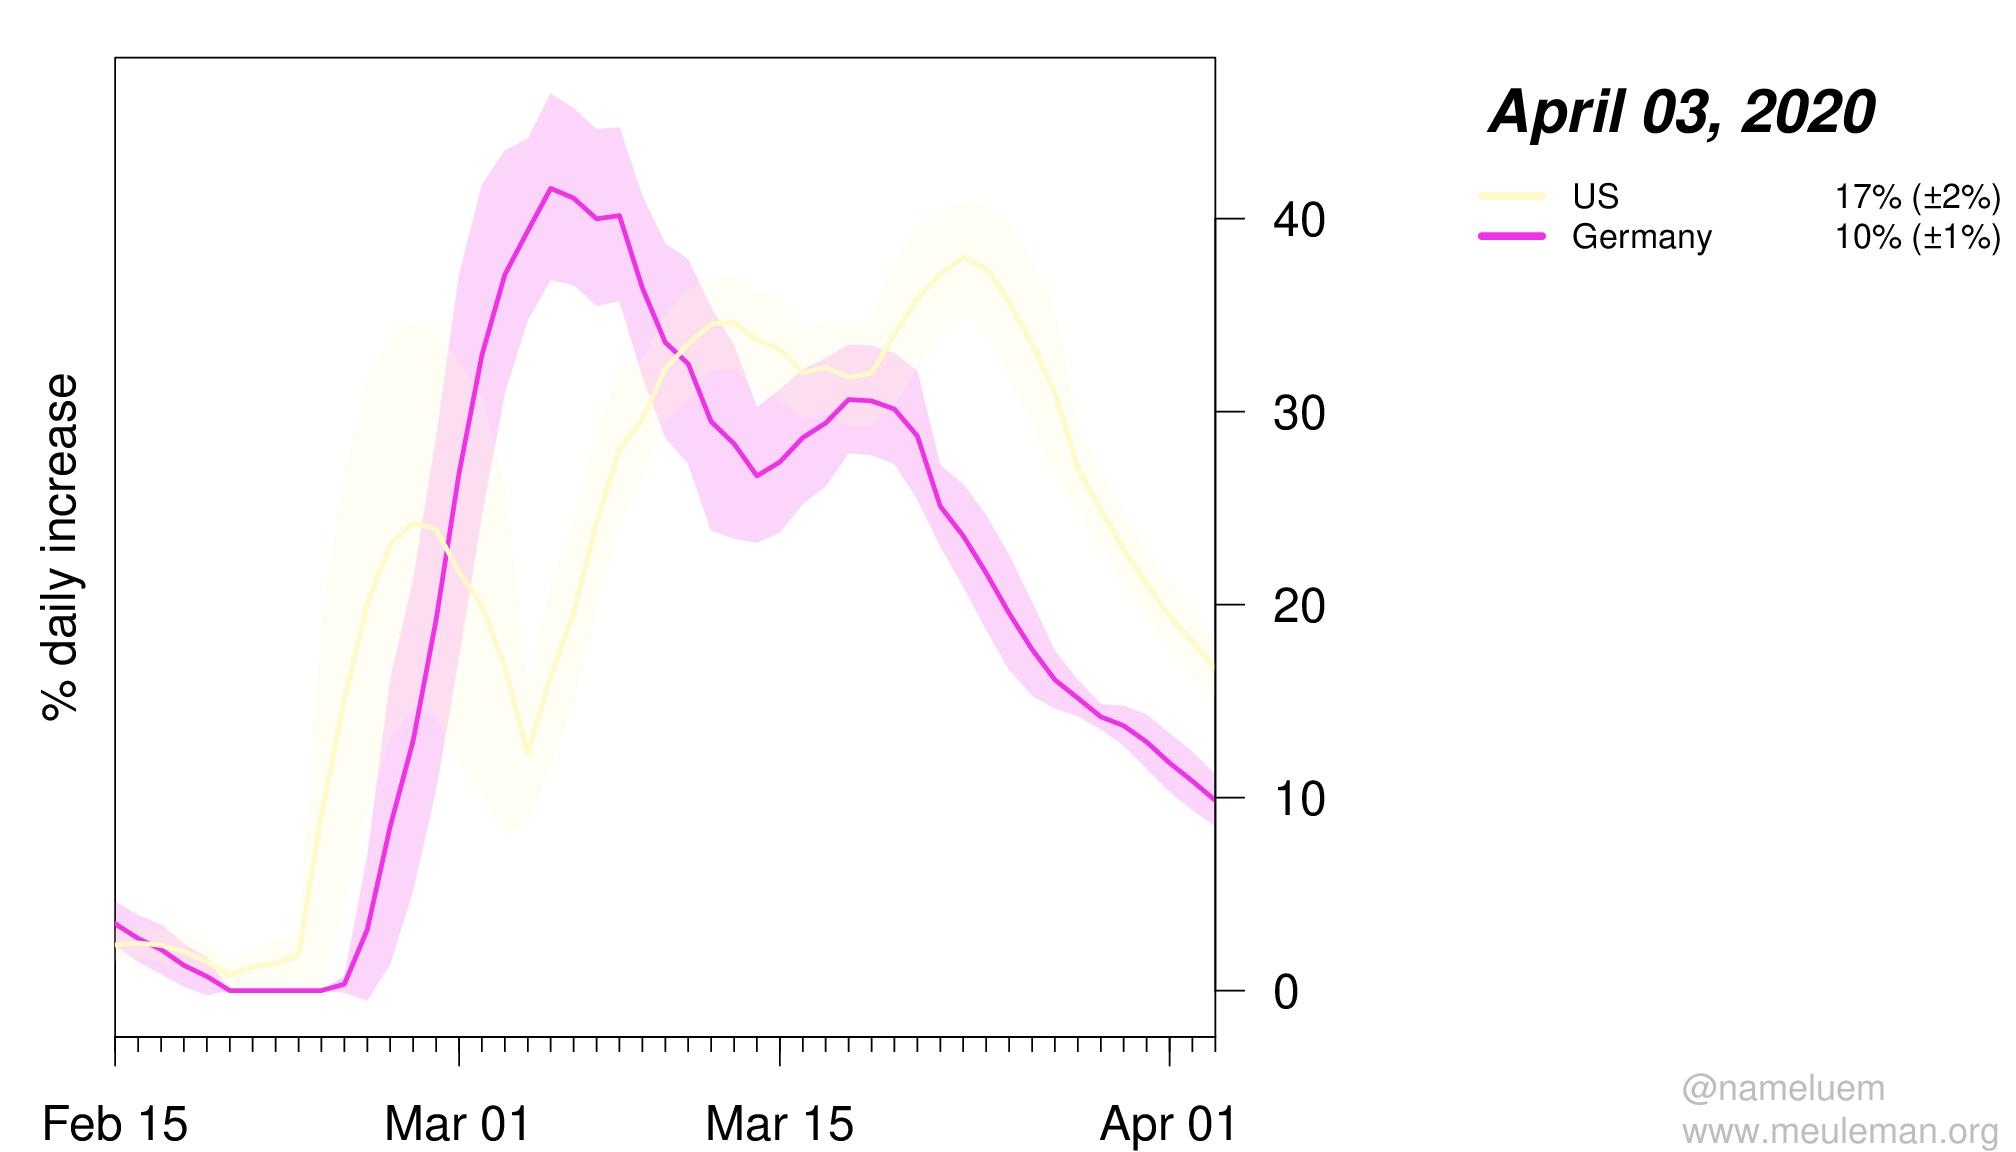 April 03, 2020
US 17% (±2%)
Germany 10% (±1%)
% daily increase
40
30
20
10
0
Feb 15 Mar 01 Mar 15 Apr 01
@nameluem
www.meuleman.org